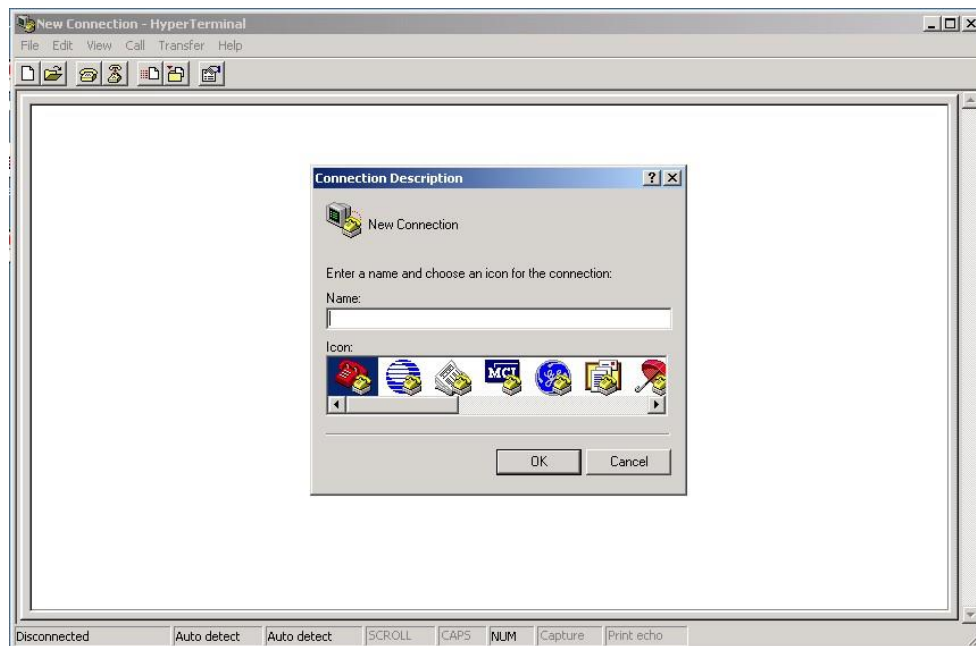 New Connection - HyperTerminal
File Edit View Call Transfer Help
Connection Description
New Connection
Enter a name and choose an icon for the connection:
Name:
Icon:
MCI
OK Cancel
Disconnected Auto detect Auto detect SCROLL CAPS NUM Capture Print echo